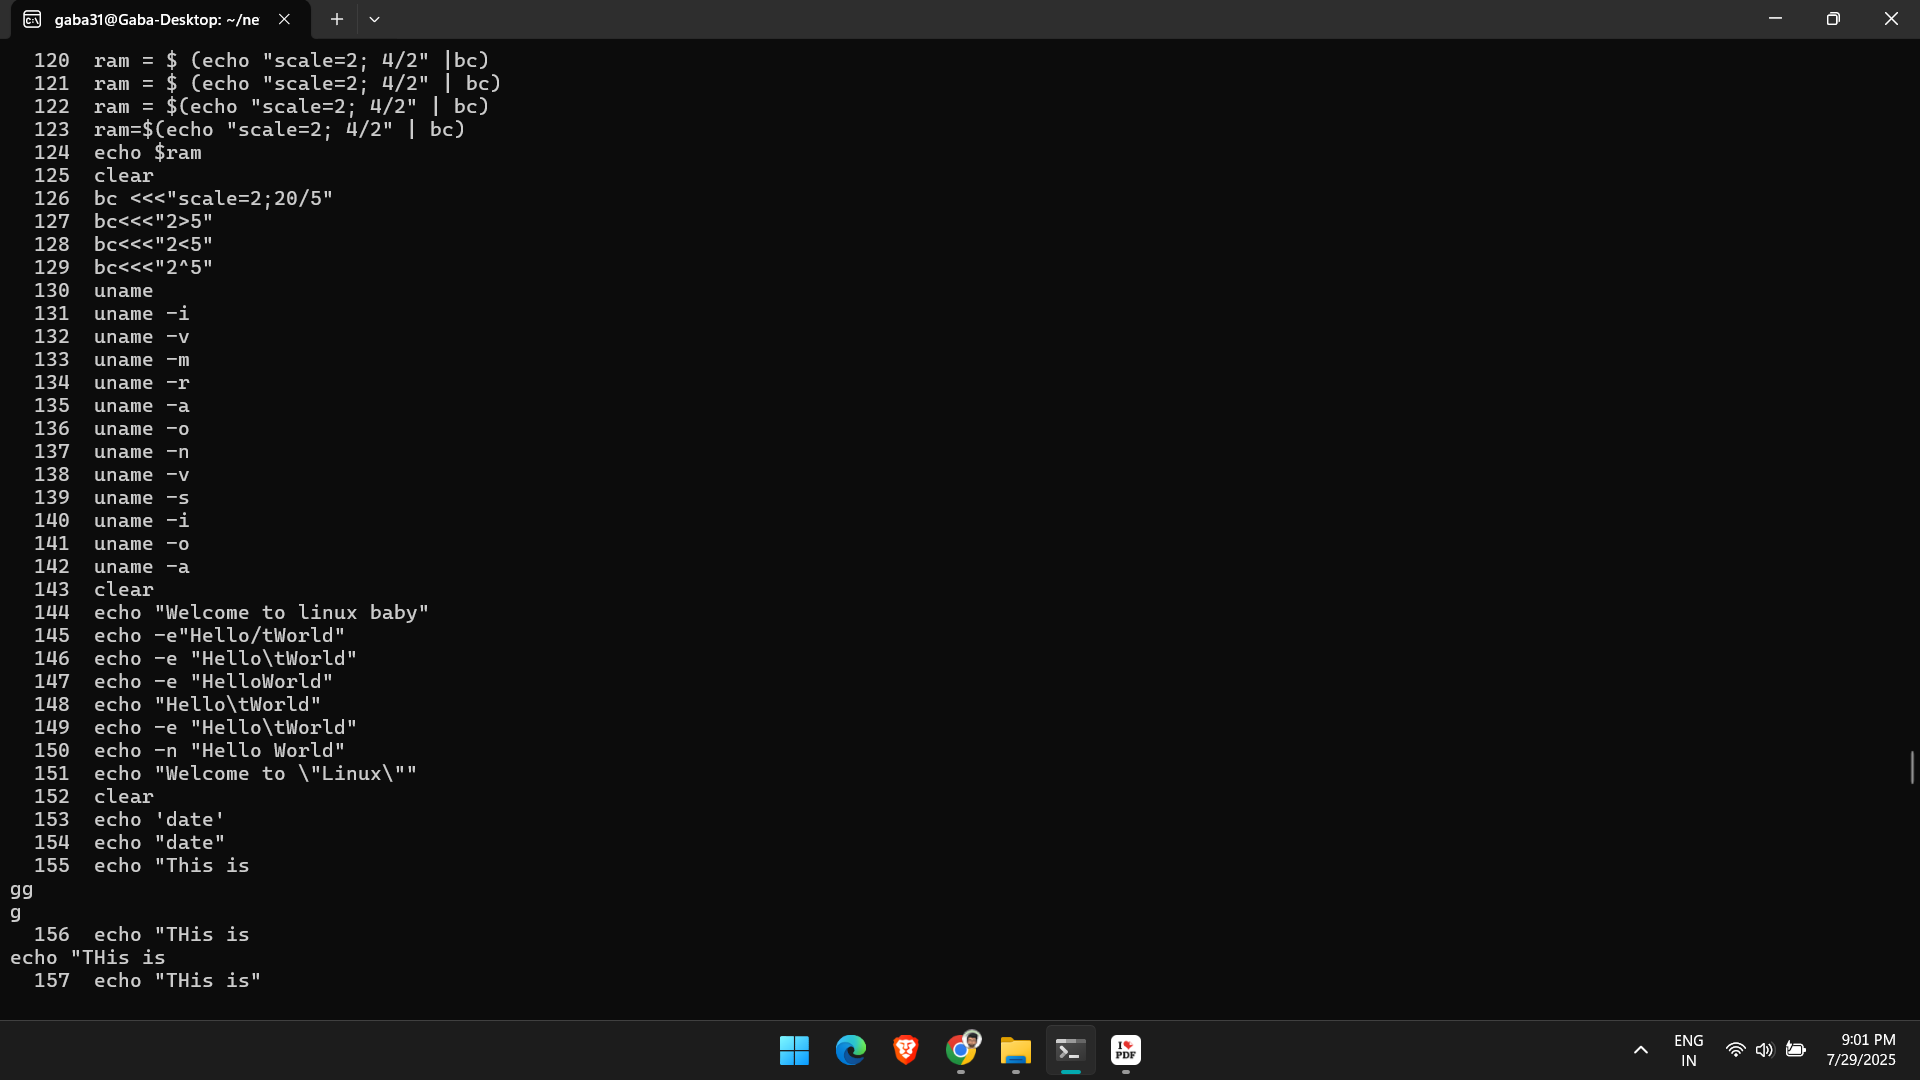 gaba31@Gaba-Desktop: ~/ne
120 ram = $ (echo "scale=2; 4/2" |bc)
121 ram = $ (echo "scale=2; 4/2" | bc)
122 ram = $(echo "scale=2; 4/2" | bc)
123 ram=$(echo "scale=2; 4/2" | bc)
124 echo $ram
125 clear
126 bc <<<"scale=2;20/5"
127 bc<<<"2>5"
128 bc<<<"2<5"
129 bc<<<"2^5"
130 uname
131 uname -i
132 uname -v
133 uname -m
134 uname -r
135 uname -a
136 uname -o
137 uname -n
138 uname -v
139 uname -s
140 uname -i
141 uname -o
142 uname -a
143 clear
144 echo "Welcome to linux baby"
145 echo -e"Hello/tWorld"
146 echo -e "Hello\tWorld"
147 echo -e "HelloWorld"
148 echo "Hello\tWorld"
149 echo -e "Hello\tWorld"
150 echo -n "Hello World"
151 echo "Welcome to \"Linux\""
152 clear
153 echo 'date'
154 echo "date"
155 echo "This is
gg
g
156 echo "THis is
echo "THis is
157 echo "THis is"
I PDF
ENG
IN
9:01 PM
7/29/2025